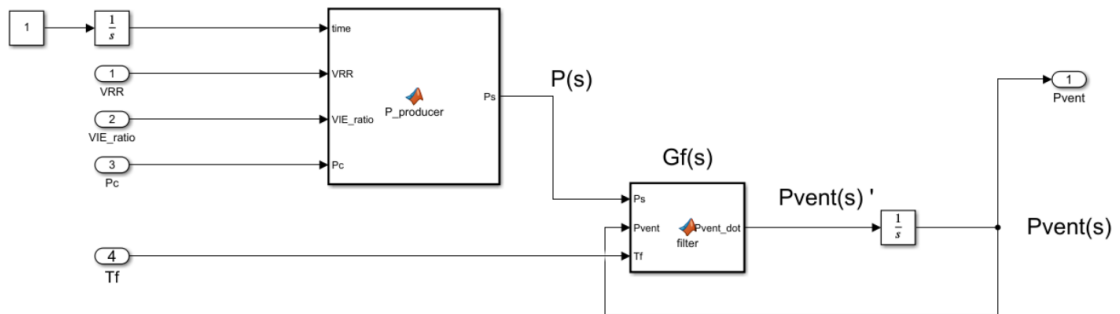 1
1
s
time
1
VRR
VRR
2
VIE_ratio
VIE_ratio
3
Pc
Pc
P_producer
Ps
P(s)
1
Pvent
Gf(s)
Ps
Pvent
Tf
filter
Pvent_dot
Pvent(s) '
1
s
Pvent(s)
4
Tf